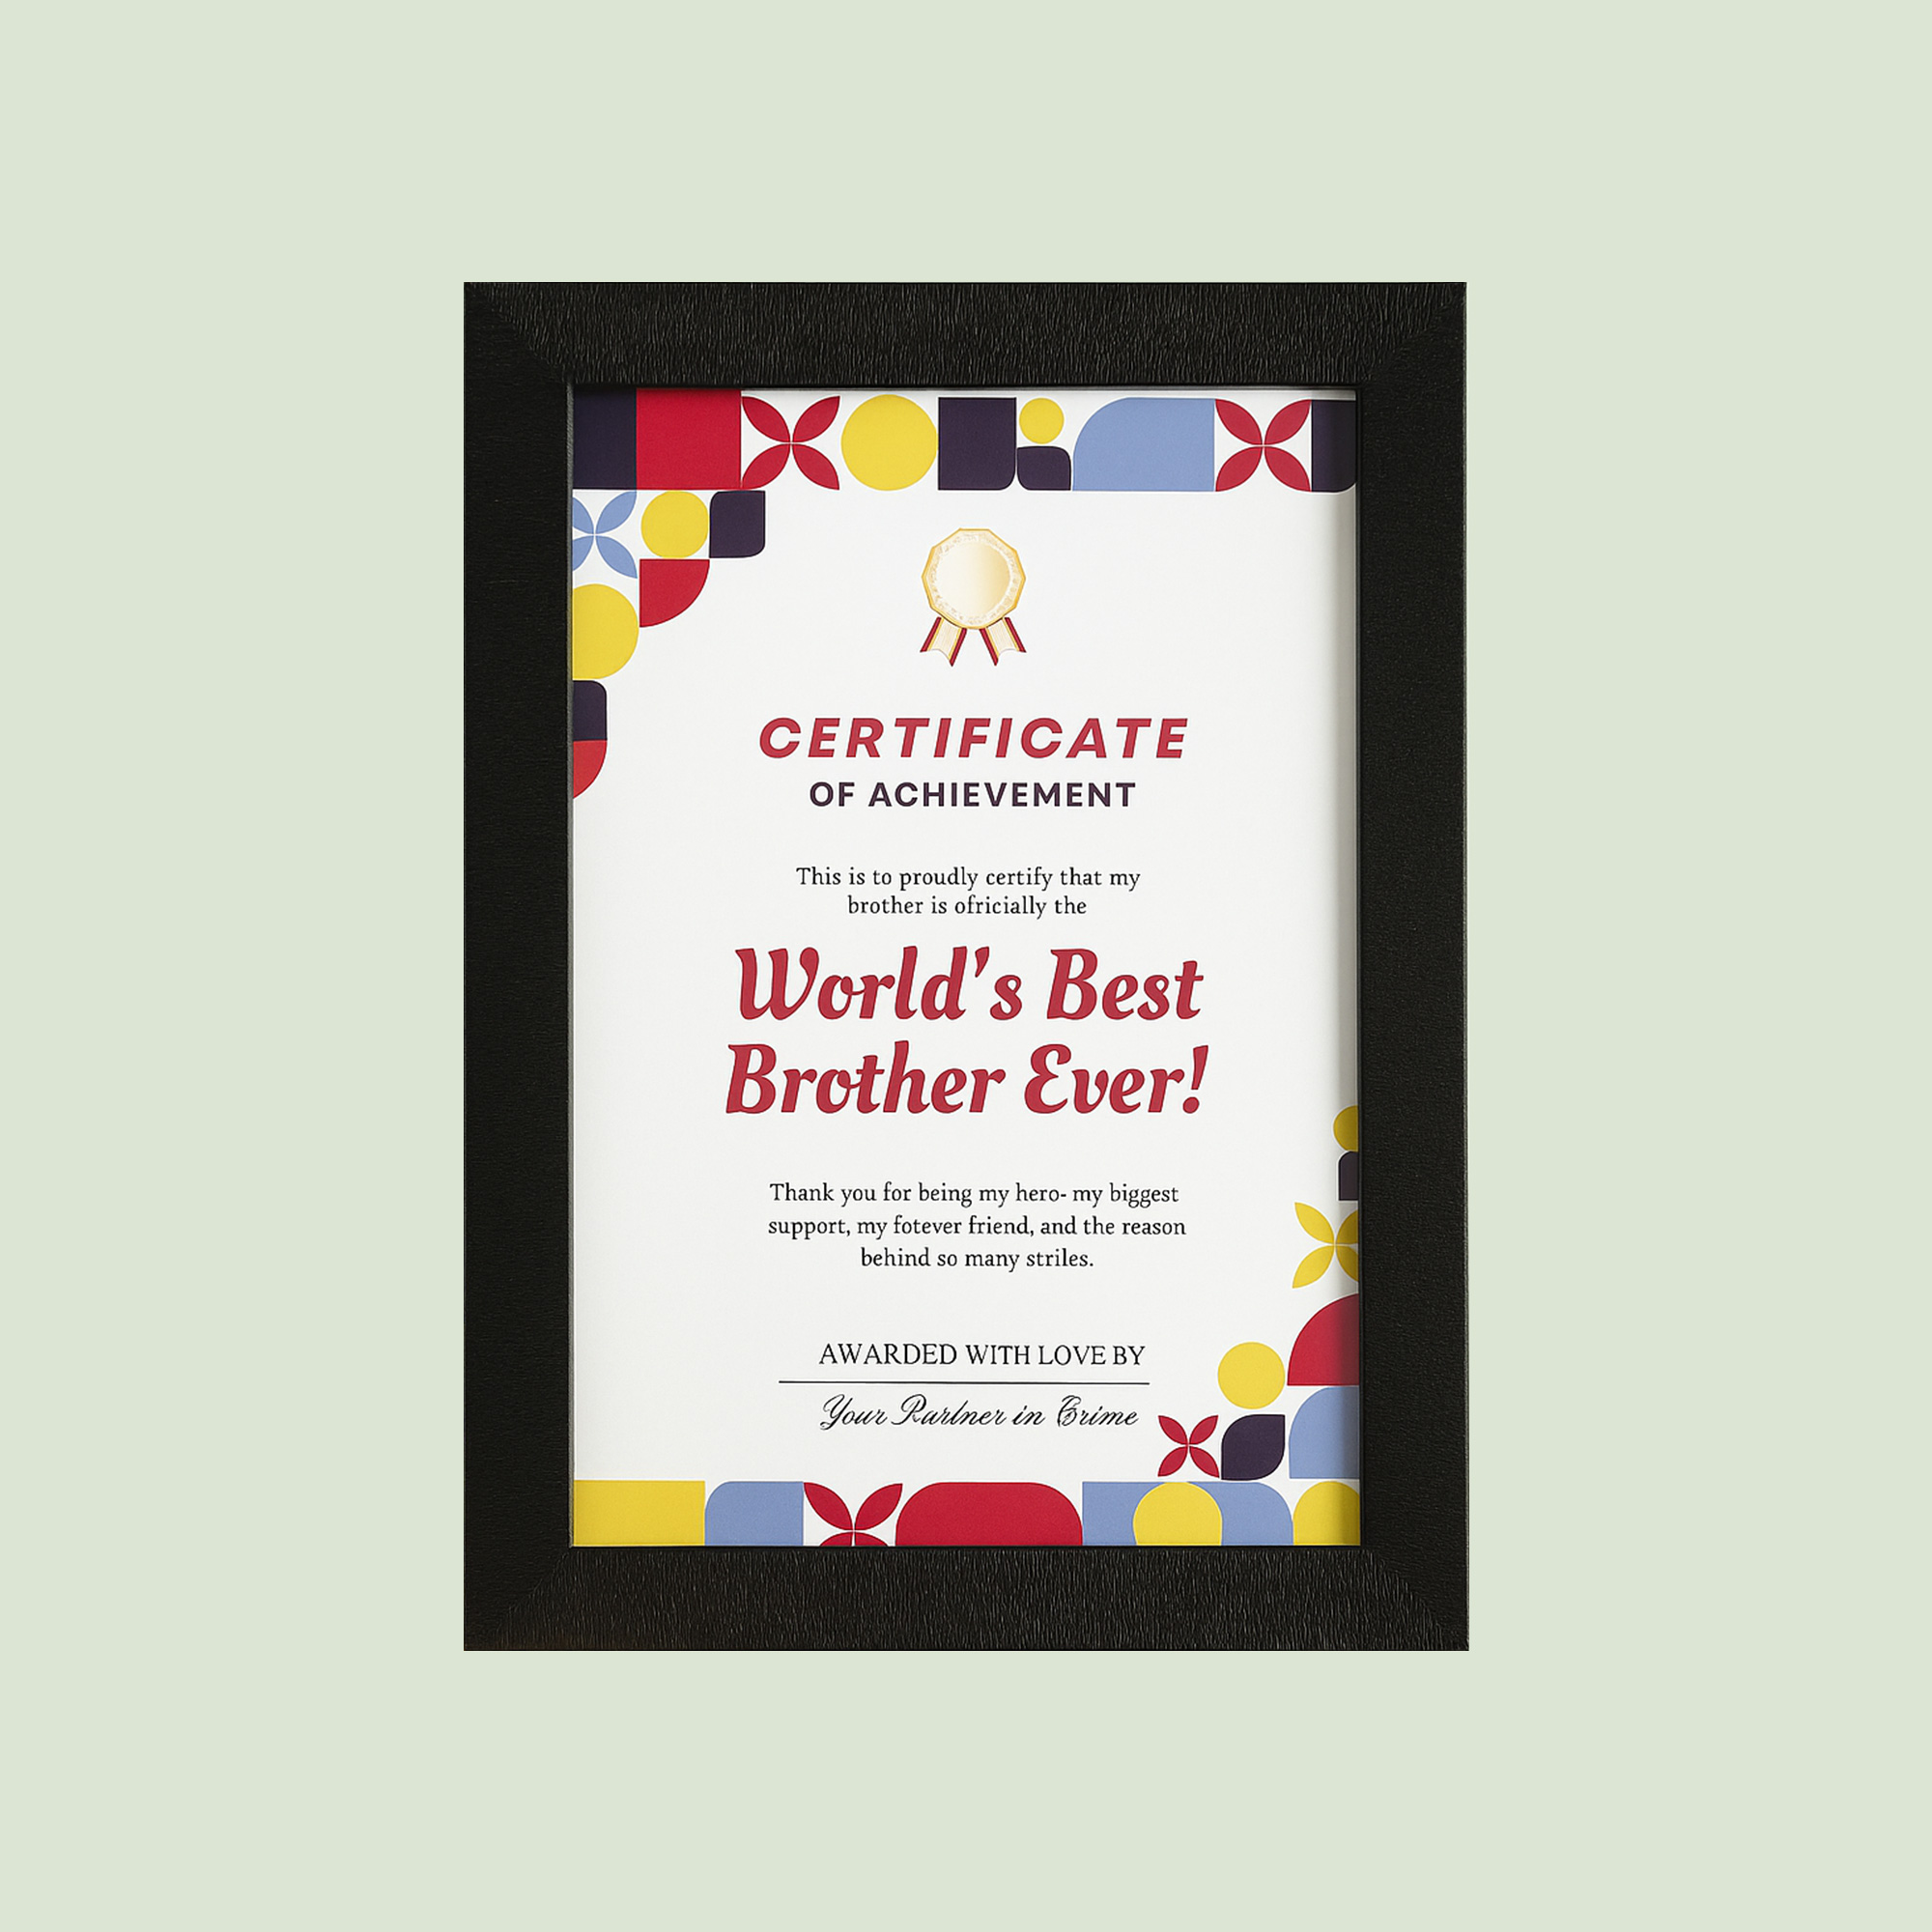 CERTIFICATE
OF ACHIEVEMENT
This is to proudly certify that my
brother is ofricially the
World's Best
Brother Ever!
Thank you for being my hero- my biggest
support, my fotever friend, and the reason
behind so many striles.
AWARDED WITH LOVE BY
Your Rarlner in Crime